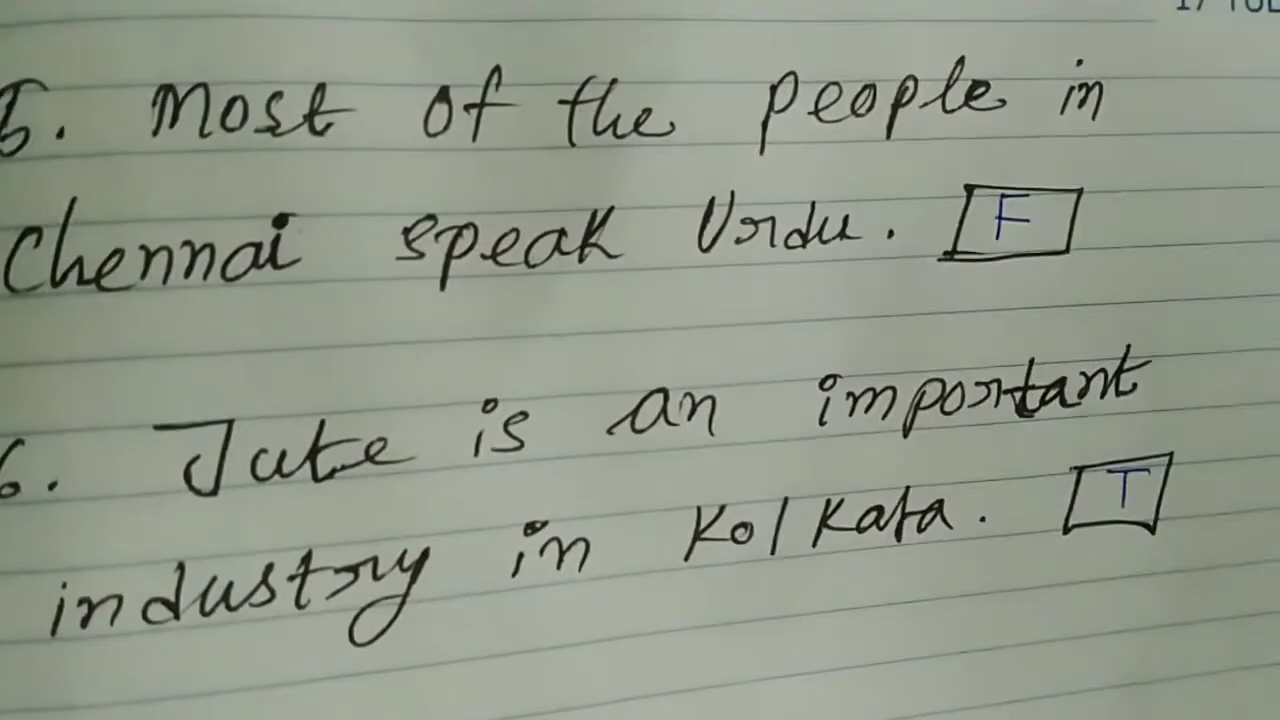 5. Most of the people in
Chennai speak Urdu. F
6. Jute is an important
industry in Kolkata. T